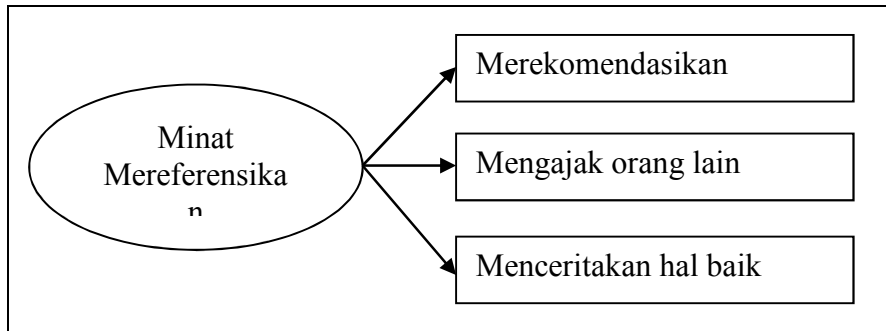 Minat
Mereferensika
n
Merekomendasikan
Mengajak orang lain
Menceritakan hal baik